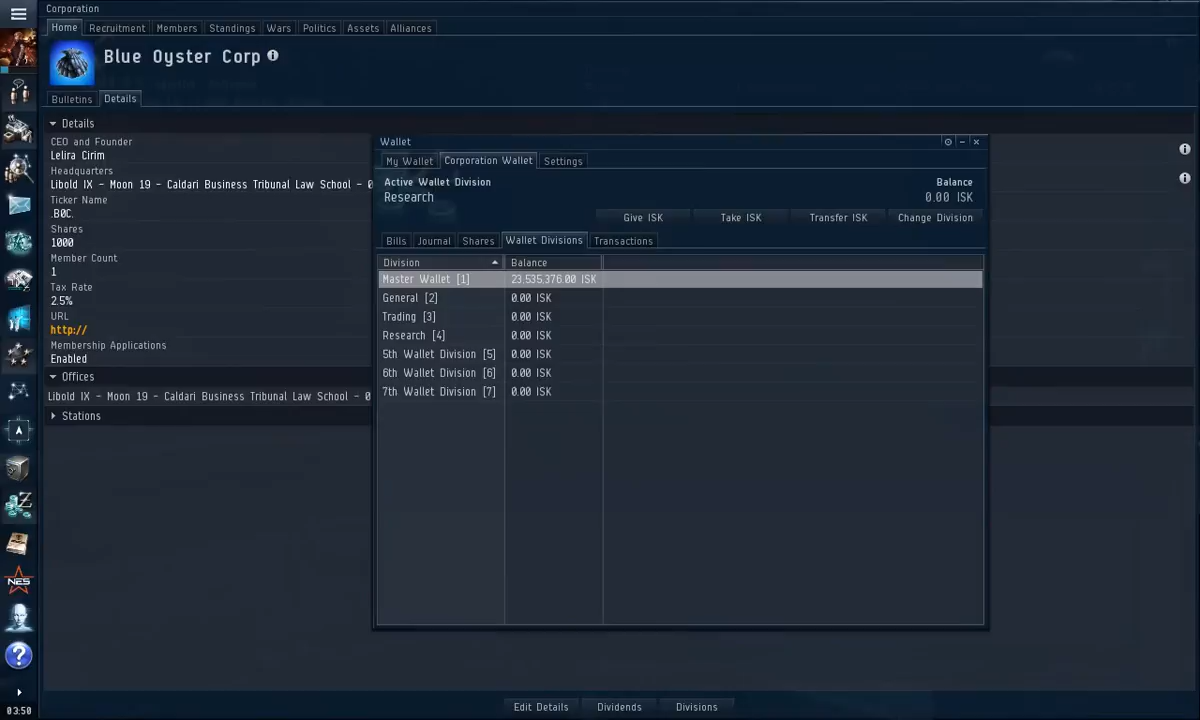 Corporation
Home Recruitment Members Standings Wars Politics Assets Alliances
Blue Oyster Corp
Bulletins Details
Details
CEO and Founder
Lelira Cirim
Headquarters
Libold IX - Moon 19 - Caldari Business Tribunal Law School - 0
Ticker Name
.B0C.
Shares
1000
Member Count
1
Tax Rate
2.5%
URL
http://
Membership Applications
Enabled
Offices
Libold IX - Moon 19 - Caldari Business Tribunal Law School - 0
Stations
Wallet
My Wallet Corporation Wallet Settings
Active Wallet Division Balance
Research 0.00 ISK
Give ISK Take ISK Transfer ISK Change Division
Bills Journal Shares Wallet Divisions Transactions
Division Balance
Master Wallet [1] 23,535,376.00 ISK
General [2] 0.00 ISK
Trading [3] 0.00 ISK
Research [4] 0.00 ISK
5th Wallet Division [5] 0.00 ISK
6th Wallet Division [6] 0.00 ISK
7th Wallet Division [7] 0.00 ISK
NES
?
03:50
Edit Details Dividends Divisions